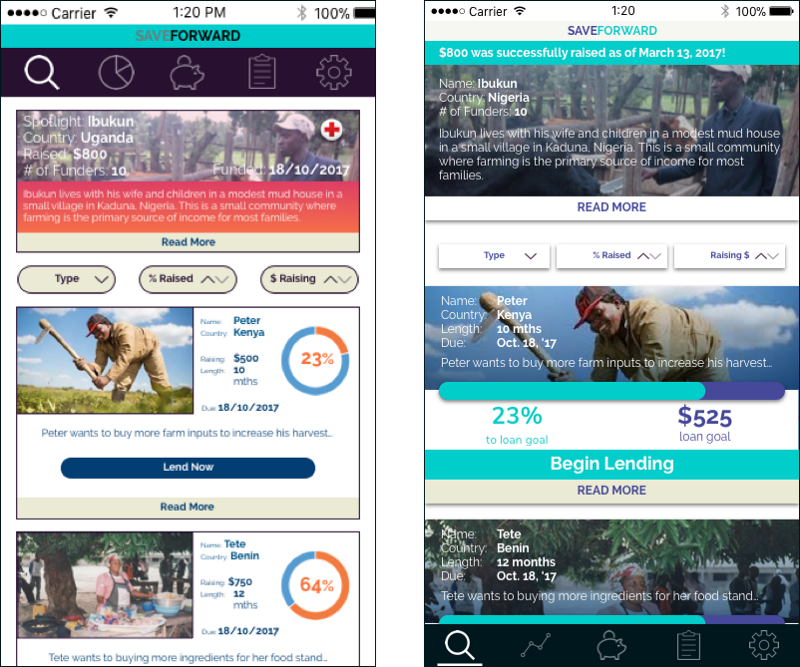 Carrier 1:20 PM 100%
SAVEFORWARD
Spotlight: Ibukun
Country: Uganda
Raised: $800
# of Funders: 10
Funded: 18/10/2017
Ibukun lives with his wife and children in a modest mud house in a
small village in Kaduna, Nigeria. This is a small community where
farming is the primary source of income for most families.
Read More
Type
% Raised
$ Raising
Name: Peter
Country: Kenya
Raising: $500
Length: 10
mths
23%
Due: 18/10/2017
Peter wants to buy more farm inputs to increase his harvest...
Lend Now
Read More
Name: Tete
Country: Benin
Raising: $750
Length: 12
mths
64%
Due: 18/10/2017
Tete wants to buying more ingredients for her food stand...
Carrier 1:20 100%
SAVEFORWARD
$800 was successfully raised as of March 13, 2017!
Name: Ibukun
Country: Nigeria
# of Funders: 10
Ibukun lives with his wife and children in a modest mud house
in a small village in Kaduna, Nigeria. This is a small community
where farming is the primary source of income for most
families.
READ MORE
Type
% Raised
Raising $
Name: Peter
Country: Kenya
Length: 10 mths
Due: Oct. 18, '17
Peter wants to buy more farm inputs to increase his harvest...
23%
to loan goal
$525
loan goal
Begin Lending
READ MORE
Name: Tete
Country: Benin
Length: 12 months
Due: Oct. 18, '17
Tete wants to buying more ingredients for her food stand...